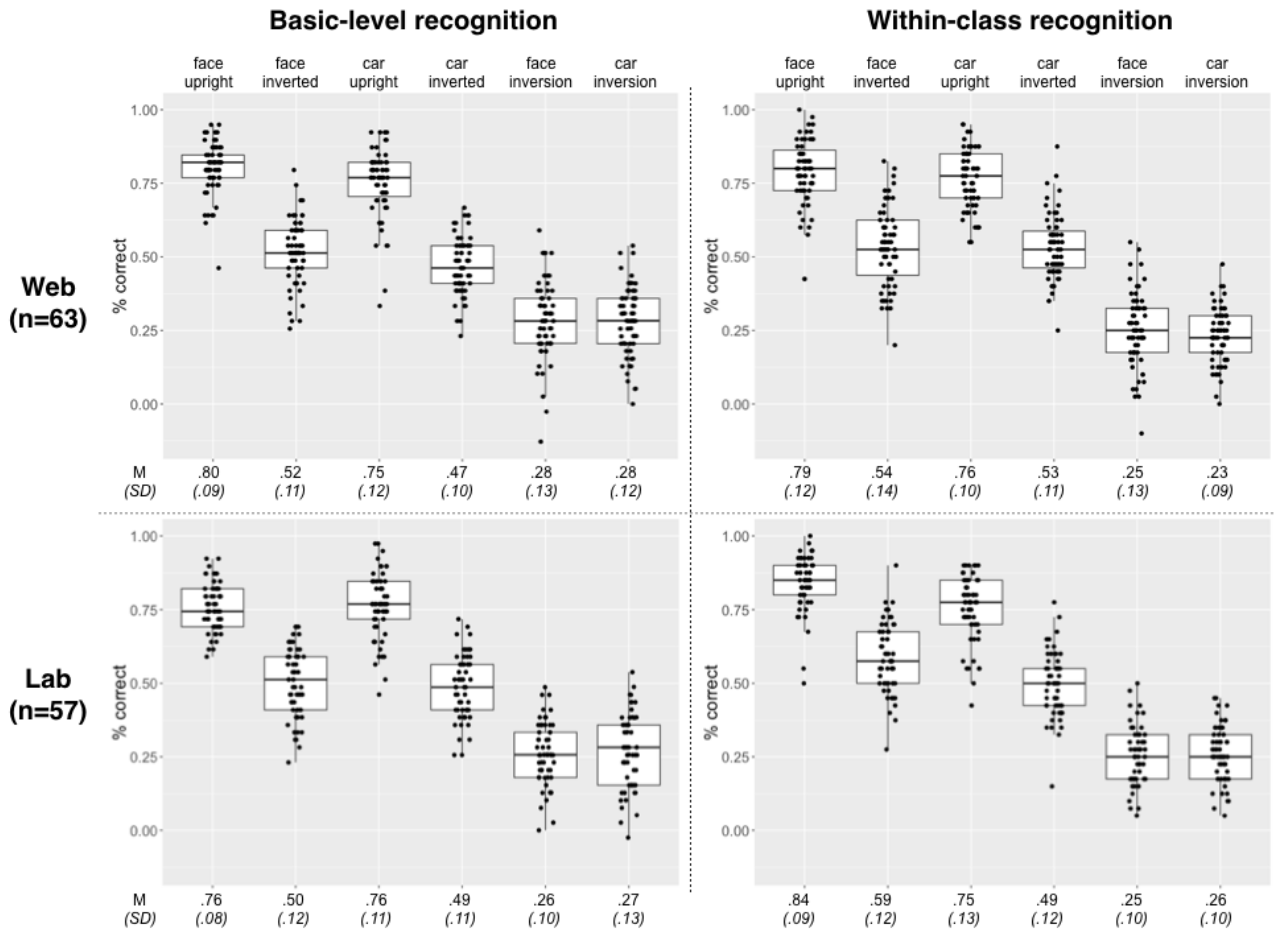 Basic-level recognition
Within-class recognition
face face car car face car
upright inverted upright inverted inversion inversion
face face car car face car
upright inverted upright inverted inversion inversion
Web
(n=63)
% correct
1.00
0.75
0.50
0.25
0.00
M .80 .52 .75 .47 .28 .28
(SD) (.09) (.11) (.12) (.10) (.13) (.12)
% correct
1.00
0.75
0.50
0.25
0.00
.79 .54 .76 .53 .25 .23
(.12) (.14) (.10) (.11) (.13) (.09)
Lab
(n=57)
% correct
1.00
0.75
0.50
0.25
0.00
M .76 .50 .76 .49 .26 .27
(SD) (.08) (.12) (.11) (.11) (.10) (.13)
% correct
1.00
0.75
0.50
0.25
0.00
.84 .59 .75 .49 .25 .26
(.09) (.12) (.13) (.12) (.10) (.10)